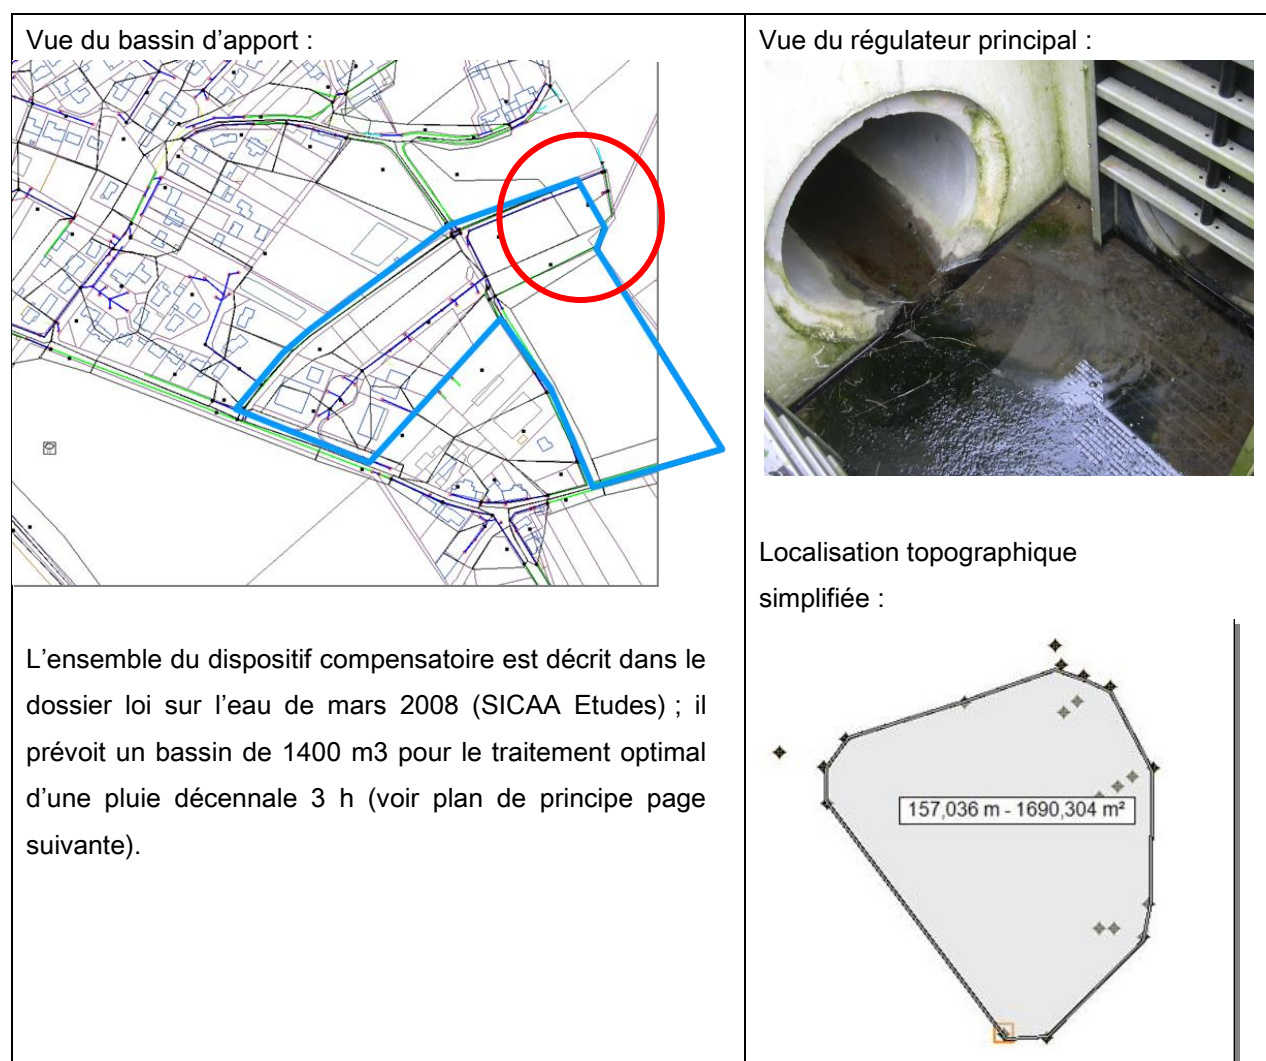 Vue du bassin d’apport :
L’ensemble du dispositif compensatoire est décrit dans le
dossier loi sur l’eau de mars 2008 (SICAA Etudes) ; il
prévoit un bassin de 1400 m3 pour le traitement optimal
d’une pluie décennale 3 h (voir plan de principe page
suivante).
Vue du régulateur principal :
Localisation topographique
simplifiée :
157,036 m - 1690,304 m²